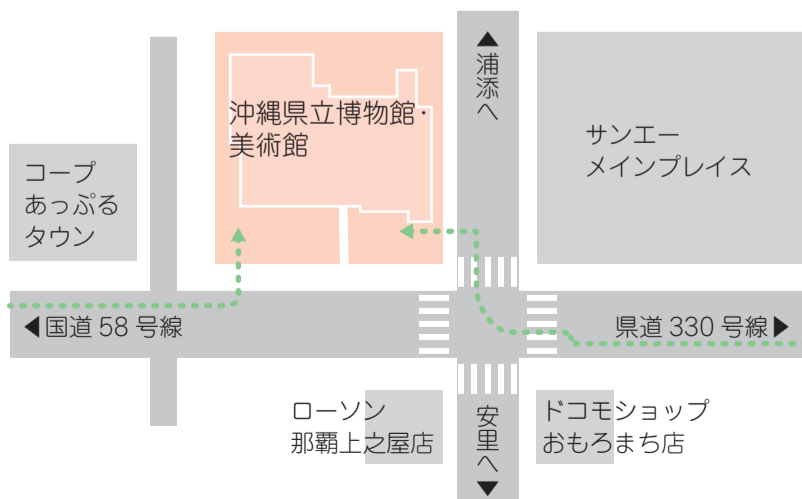 ▲浦添へ
沖縄県立博物館・
美術館
サンエー
メインプレイス
コープ
あっぷる
タウン
◀国道 58 号線
県道 330 号線▶
ローソン
那覇上之屋店
安里へ▼
ドコモショップ
おもろまち店